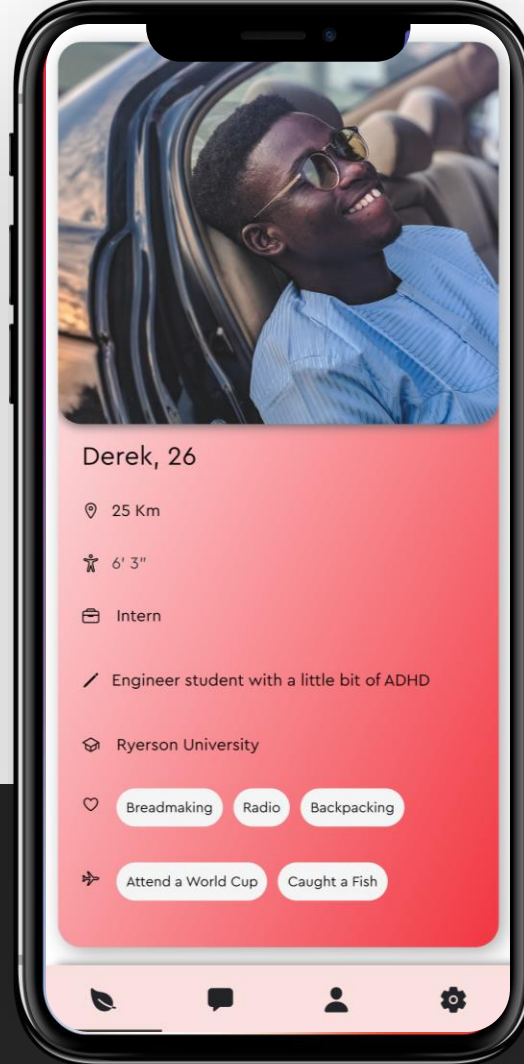 Derek, 26
25 Km
6' 3"
Intern
Engineer student with a little bit of ADHD
Ryerson University
Breadmaking Radio Backpacking
Attend a World Cup Caught a Fish